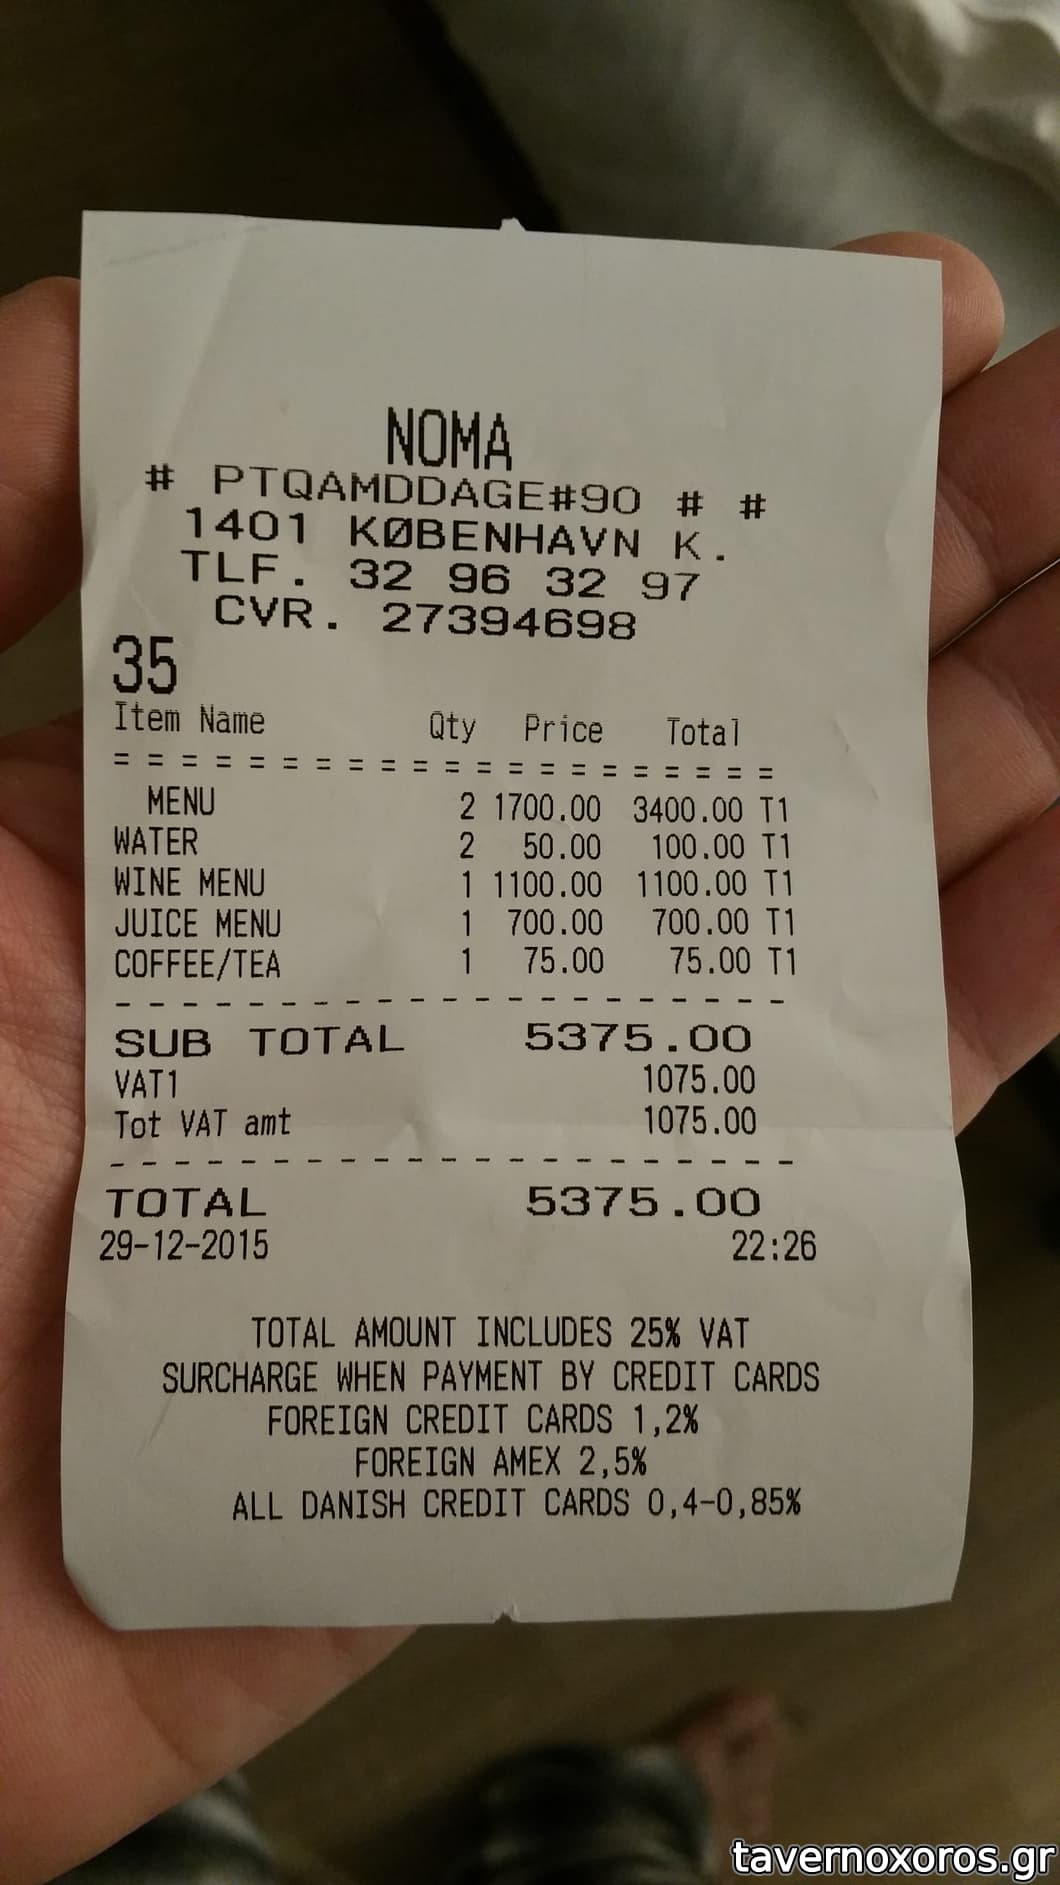 NOMA
# PTQAMDDAGE#90 # #
1401 KØBENHAVN K.
TLF. 32 96 32 97
CVR. 27394698
35
Item Name Qty Price Total
= = = = = = = = = = = = = = = = = = = = =
MENU 2 1700.00 3400.00 T1
WATER 2 50.00 100.00 T1
WINE MENU 1 1100.00 1100.00 T1
JUICE MENU 1 700.00 700.00 T1
COFFEE/TEA 1 75.00 75.00 T1
- - - - - - - - - - - - - - - - - - - - -
SUB TOTAL 5375.00
VAT1 1075.00
Tot VAT amt 1075.00
- - - - - - - - - - - - - - - - - - - - -
TOTAL 5375.00
29-12-2015 22:26
TOTAL AMOUNT INCLUDES 25% VAT
SURCHARGE WHEN PAYMENT BY CREDIT CARDS
FOREIGN CREDIT CARDS 1,2%
FOREIGN AMEX 2,5%
ALL DANISH CREDIT CARDS 0,4-0,85%
tavernoxoros.gr